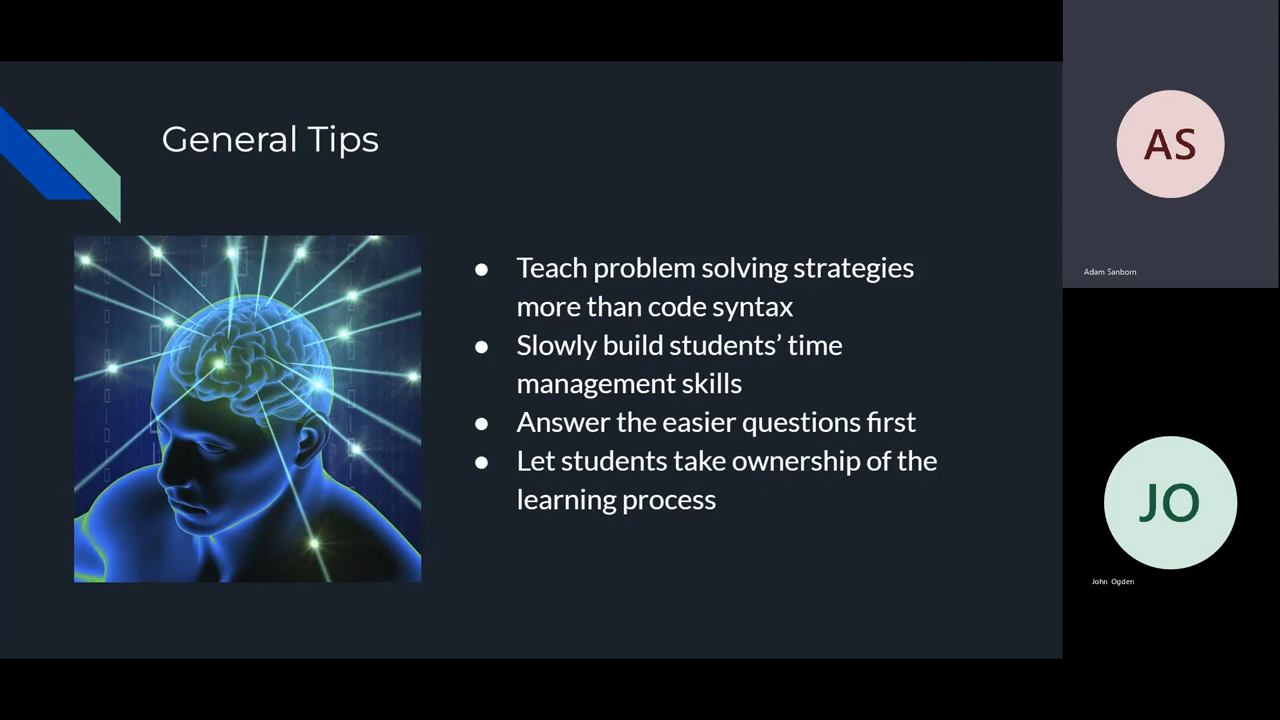 General Tips
● Teach problem solving strategies
more than code syntax
● Slowly build students’ time
management skills
● Answer the easier questions first
● Let students take ownership of the
learning process
AS
Adam Sanborn
JO
John Ogden